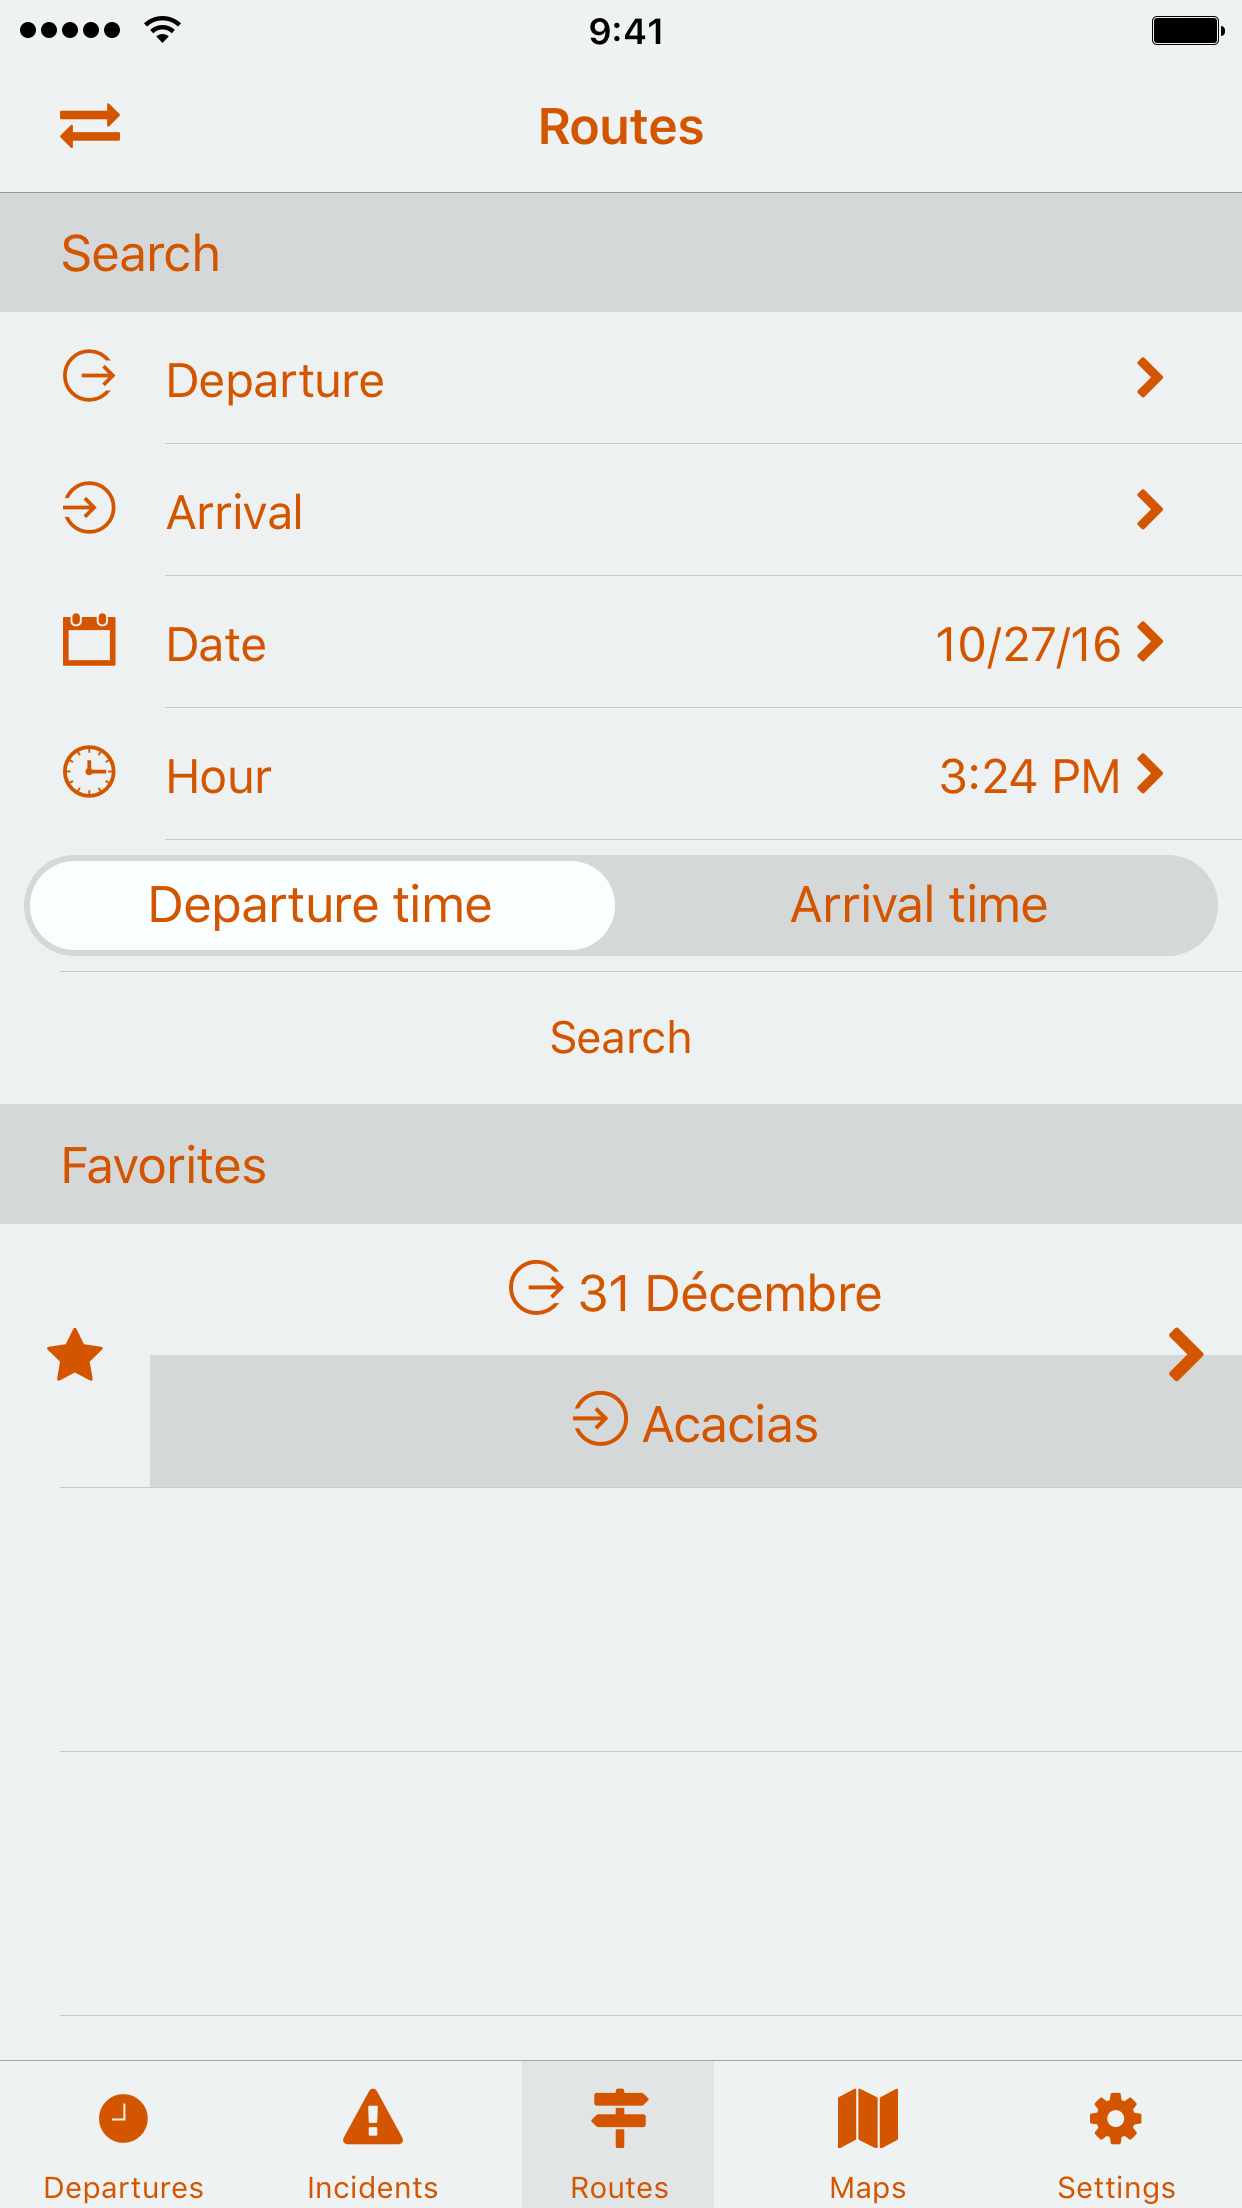 9:41
Routes
Search
Departure
Arrival
Date 10/27/16
Hour 3:24 PM
Departure time Arrival time
Search
Favorites
31 Décembre
Acacias
Departures Incidents Routes Maps Settings